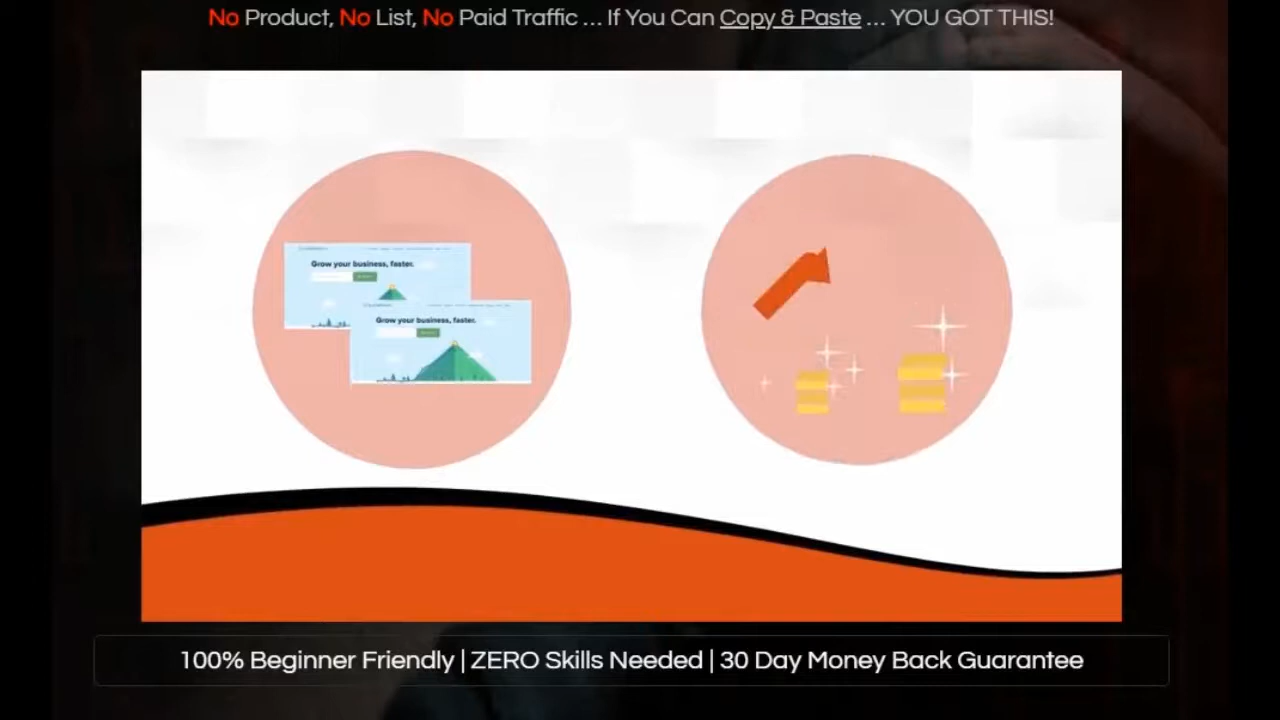 No Product, No List, No Paid Traffic ... If You Can Copy & Paste ... YOU GOT THIS!
Grow your business, faster.
Grow your business, faster.
100% Beginner Friendly | ZERO Skills Needed | 30 Day Money Back Guarantee